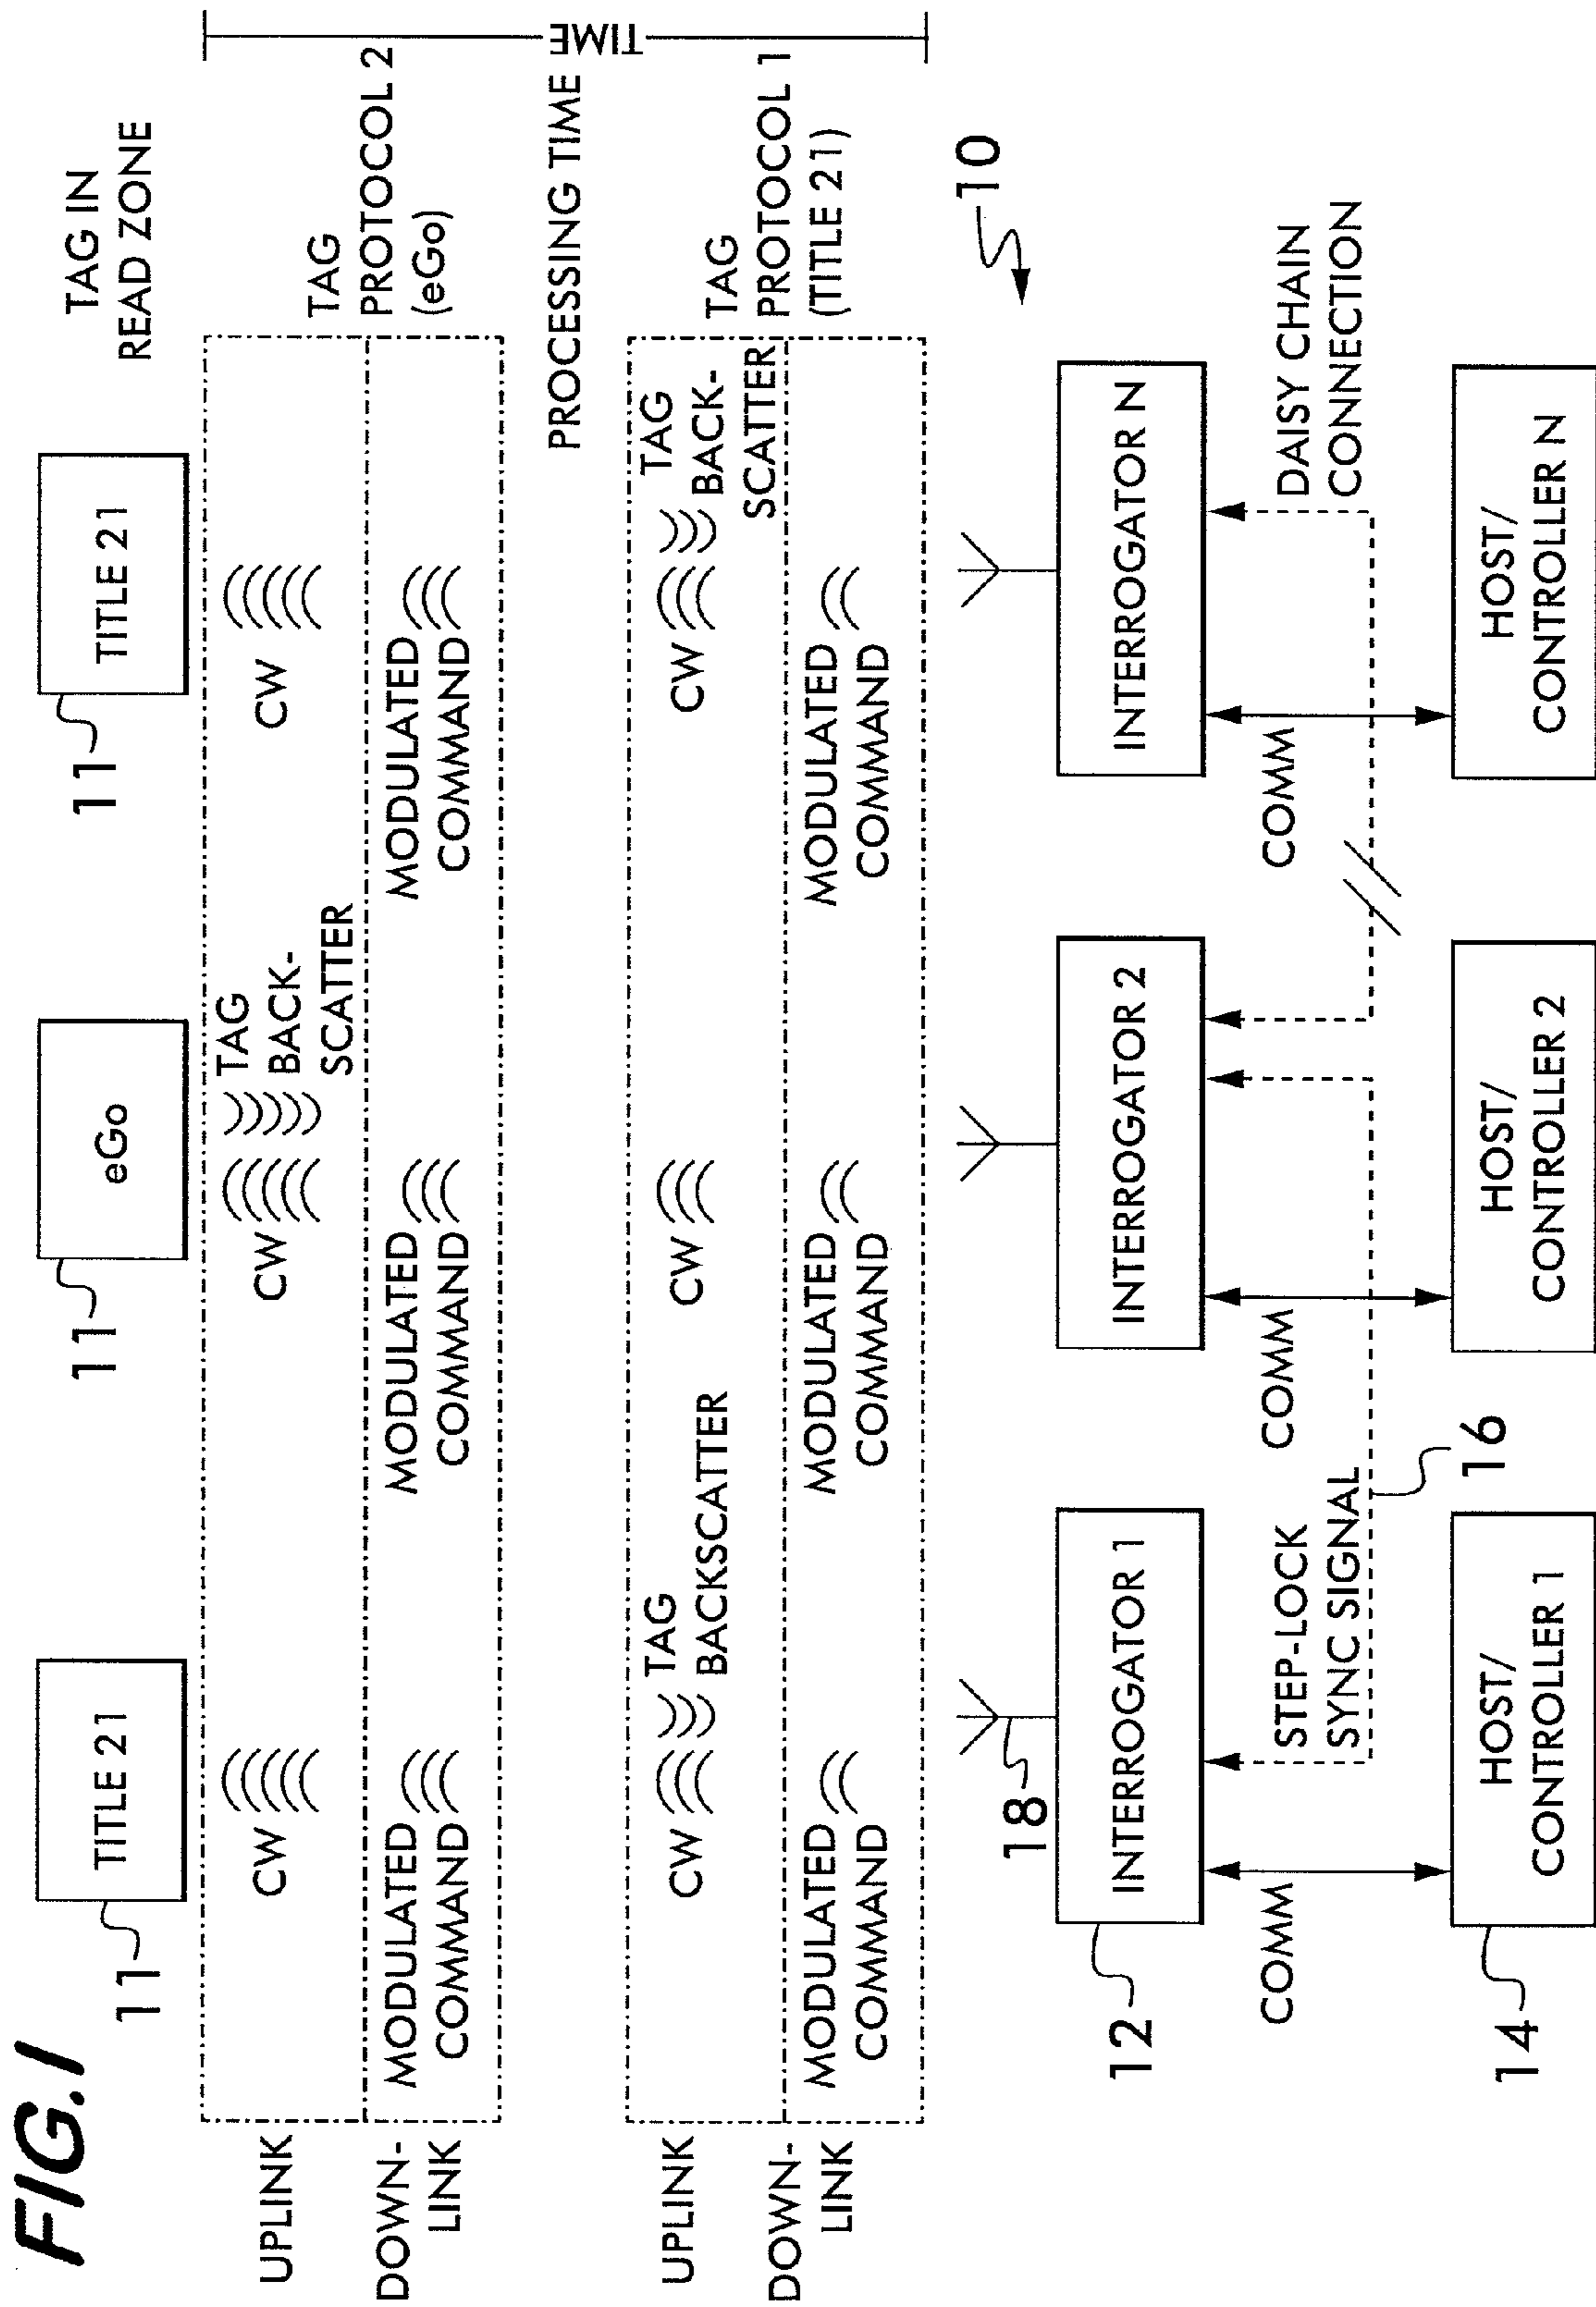 FIG.1
TITLE 21
eGo
TITLE 21
TAG IN
READ ZONE
11
11
11
UPLINK
CW
CW
TAG
BACK-
SCATTER
CW
TAG
PROTOCOL 2
(eGo)
DOWN-
LINK
MODULATED
COMMAND
MODULATED
COMMAND
MODULATED
COMMAND
PROCESSING TIME
TIME
UPLINK
CW
TAG
BACKSCATTER
CW
CW
TAG
BACK-
SCATTER
TAG
PROTOCOL 1
(TITLE 21)
DOWN-
LINK
MODULATED
COMMAND
MODULATED
COMMAND
MODULATED
COMMAND
18
10
12
INTERROGATOR 1
INTERROGATOR 2
INTERROGATOR N
COMM
STEP-LOCK
SYNC SIGNAL
COMM
COMM
DAISY CHAIN
CONNECTION
16
14
HOST/
CONTROLLER 1
HOST/
CONTROLLER 2
HOST/
CONTROLLER N